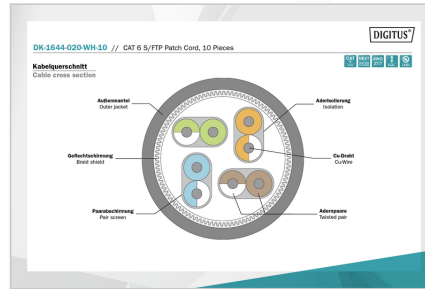 DIGITUS®
DK-1644-020-WH-10 // CAT 6 S/FTP Patch Cord, 10 Pieces
Kabelquerschnitt
Cable cross section
Außenmantel
Outer jacket
Aderisolierung
Isolation
Geflechtschirmung
Braid shield
Cu-Draht
Cu-Wire
Paarabschirmung
Pair screen
Adernpaare
Twisted pair